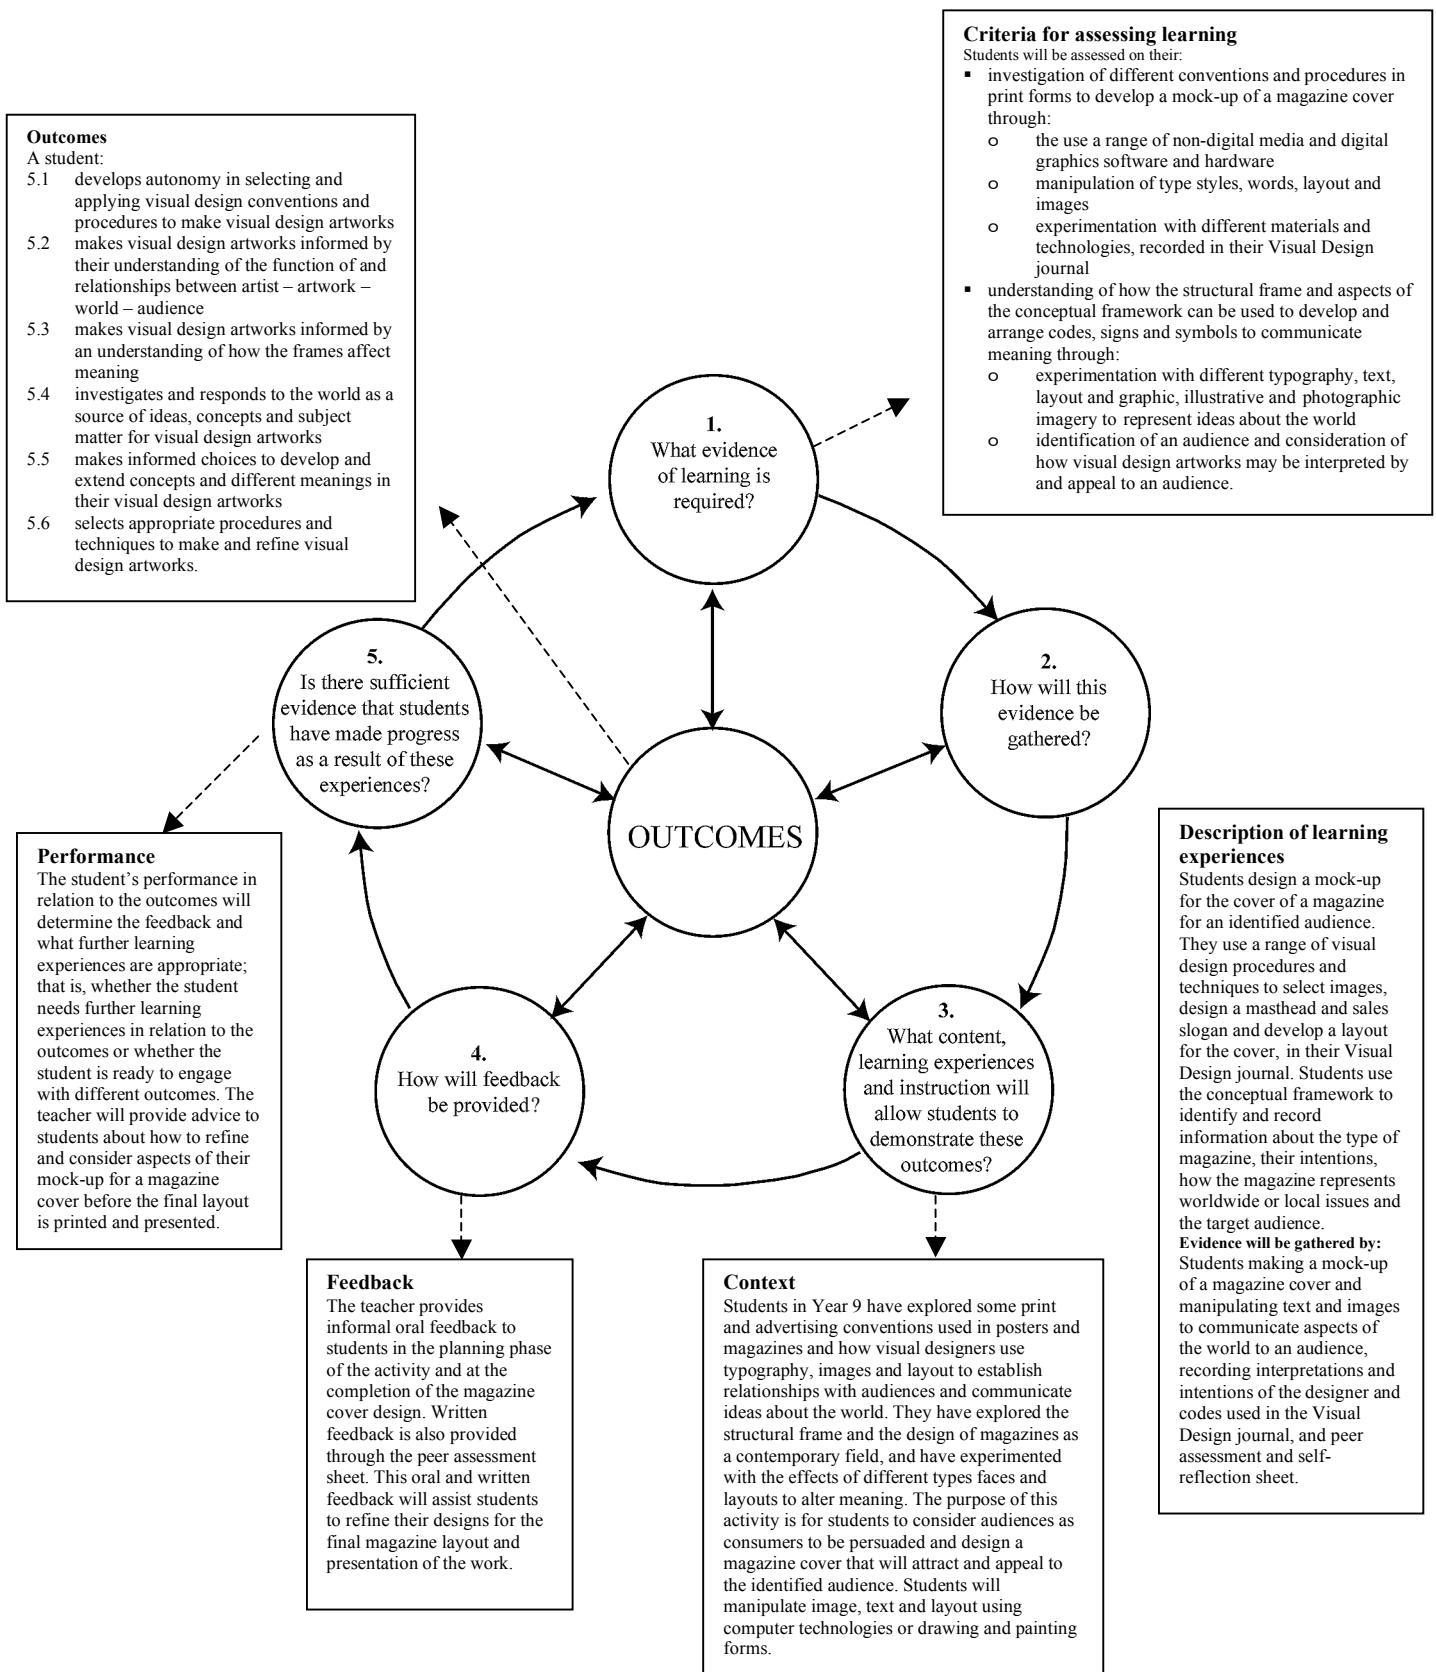 Criteria for assessing learning
Students will be assessed on their:
▪ investigation of different conventions and procedures in
print forms to develop a mock-up of a magazine cover
through:
o the use a range of non-digital media and digital
graphics software and hardware
o manipulation of type styles, words, layout and
images
o experimentation with different materials and
technologies, recorded in their Visual Design
journal
▪ understanding of how the structural frame and aspects of
the conceptual framework can be used to develop and
arrange codes, signs and symbols to communicate
meaning through:
o experimentation with different typography, text,
layout and graphic, illustrative and photographic
imagery to represent ideas about the world
o identification of an audience and consideration of
how visual design artworks may be interpreted by
and appeal to an audience.
Outcomes
A student:
5.1 develops autonomy in selecting and
applying visual design conventions and
procedures to make visual design artworks
5.2 makes visual design artworks informed by
their understanding of the function of and
relationships between artist – artwork –
world – audience
5.3 makes visual design artworks informed by
an understanding of how the frames affect
meaning
5.4 investigates and responds to the world as a
source of ideas, concepts and subject
matter for visual design artworks
5.5 makes informed choices to develop and
extend concepts and different meanings in
their visual design artworks
5.6 selects appropriate procedures and
techniques to make and refine visual
design artworks.
1.
What evidence
of learning is
required?
2.
How will this
evidence be
gathered?
5.
Is there sufficient
evidence that students
have made progress
as a result of these
experiences?
OUTCOMES
3.
What content,
learning experiences
and instruction will
allow students to
demonstrate these
outcomes?
4.
How will feedback
be provided?
Description of learning
experiences
Students design a mock-up
for the cover of a magazine
for an identified audience.
They use a range of visual
design procedures and
techniques to select images,
design a masthead and sales
slogan and develop a layout
for the cover, in their Visual
Design journal. Students use
the conceptual framework to
identify and record
information about the type of
magazine, their intentions,
how the magazine represents
worldwide or local issues and
the target audience.
Evidence will be gathered by:
Students making a mock-up
of a magazine cover and
manipulating text and images
to communicate aspects of
the world to an audience,
recording interpretations and
intentions of the designer and
codes used in the Visual
Design journal, and peer
assessment and self-
reflection sheet.
Performance
The student's performance in
relation to the outcomes will
determine the feedback and
what further learning
experiences are appropriate;
that is, whether the student
needs further learning
experiences in relation to the
outcomes or whether the
student is ready to engage
with different outcomes. The
teacher will provide advice to
students about how to refine
and consider aspects of their
mock-up for a magazine
cover before the final layout
is printed and presented.
Feedback
The teacher provides
informal oral feedback to
students in the planning phase
of the activity and at the
completion of the magazine
cover design. Written
feedback is also provided
through the peer assessment
sheet. This oral and written
feedback will assist students
to refine their designs for the
final magazine layout and
presentation of the work.
Context
Students in Year 9 have explored some print
and advertising conventions used in posters and
magazines and how visual designers use
typography, images and layout to establish
relationships with audiences and communicate
ideas about the world. They have explored the
structural frame and the design of magazines as
a contemporary field, and have experimented
with the effects of different types faces and
layouts to alter meaning. The purpose of this
activity is for students to consider audiences as
consumers to be persuaded and design a
magazine cover that will attract and appeal to
the identified audience. Students will
manipulate image, text and layout using
computer technologies or drawing and painting
forms.